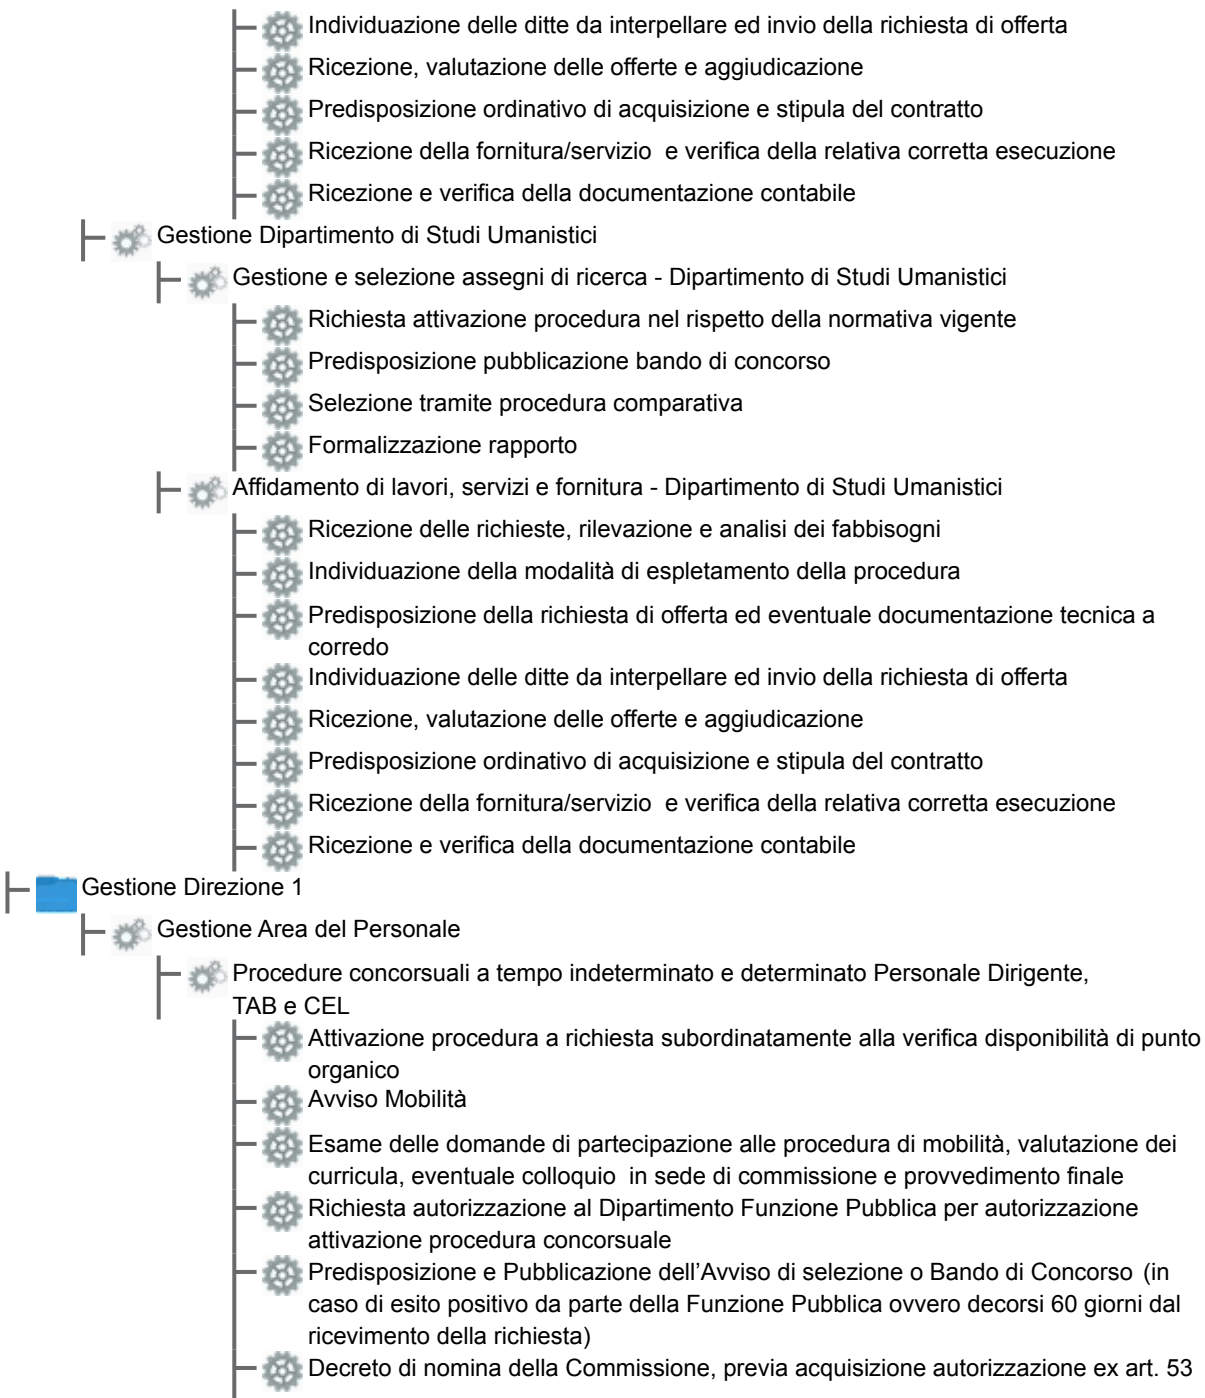 Individuazione delle ditte da interpellare ed invio della richiesta di offerta
Ricezione, valutazione delle offerte e aggiudicazione
Predisposizione ordinativo di acquisizione e stipula del contratto
Ricezione della fornitura/servizio  e verifica della relativa corretta esecuzione
Ricezione e verifica della documentazione contabile
Gestione Dipartimento di Studi Umanistici
Gestione e selezione assegni di ricerca - Dipartimento di Studi Umanistici
Richiesta attivazione procedura nel rispetto della normativa vigente
Predisposizione pubblicazione bando di concorso
Selezione tramite procedura comparativa
Formalizzazione rapporto
Affidamento di lavori, servizi e fornitura - Dipartimento di Studi Umanistici
Ricezione delle richieste, rilevazione e analisi dei fabbisogni
Individuazione della modalità di espletamento della procedura
Predisposizione della richiesta di offerta ed eventuale documentazione tecnica a
corredo
Individuazione delle ditte da interpellare ed invio della richiesta di offerta
Ricezione, valutazione delle offerte e aggiudicazione
Predisposizione ordinativo di acquisizione e stipula del contratto
Ricezione della fornitura/servizio  e verifica della relativa corretta esecuzione
Ricezione e verifica della documentazione contabile
Gestione Direzione 1
Gestione Area del Personale
Procedure concorsuali a tempo indeterminato e determinato Personale Dirigente,
TAB e CEL
Attivazione procedura a richiesta subordinatamente alla verifica disponibilità di punto
organico
Avviso Mobilità
Esame delle domande di partecipazione alle procedura di mobilità, valutazione dei
curricula, eventuale colloquio  in sede di commissione e provvedimento finale
Richiesta autorizzazione al Dipartimento Funzione Pubblica per autorizzazione
attivazione procedura concorsuale
Predisposizione e Pubblicazione dell'Avviso di selezione o Bando di Concorso (in
caso di esito positivo da parte della Funzione Pubblica ovvero decorsi 60 giorni dal
ricevimento della richiesta)
Decreto di nomina della Commissione, previa acquisizione autorizzazione ex art. 53